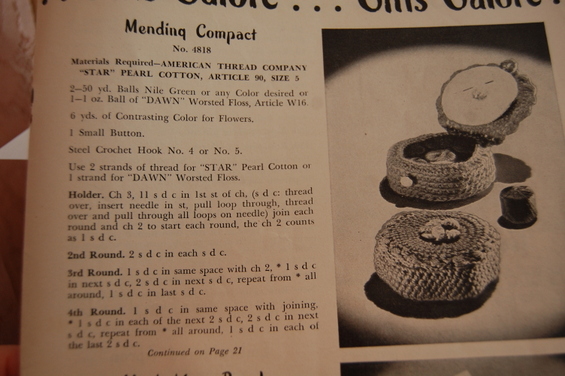 Gifts Galore!
Mending Compact
No. 4818
Materials Required—AMERICAN THREAD COMPANY
"STAR" PEARL COTTON, ARTICLE 90, SIZE 5
2–50 yd. Balls Nile Green or any Color desired or
1–1 oz. Ball of "DAWN" Worsted Floss, Article W16.
6 yds. of Contrasting Color for Flowers.
1 Small Button.
Steel Crochet Hook No. 4 or No. 5.
Use 2 strands of thread for "STAR" Pearl Cotton or
1 strand for "DAWN" Worsted Floss.
Holder. Ch 3, 11 s d c in 1st st of ch, (s d c: thread
over, insert needle in st, pull loop through, thread
over and pull through all loops on needle) join each
round and ch 2 to start each round, the ch 2 counts
as 1 s d c.
2nd Round. 2 s d c in each s d c.
3rd Round. 1 s d c in same space with ch 2, * 1 s d c
in next s d c, 2 s d c in next s d c, repeat from * all
around, 1 s d c in last s d c.
4th Round. 1 s d c in same space with joining,
* 1 s d c in each of the next 2 s d c, 2 s d c in next
s d c, repeat from * all around, 1 s d c in each of
the last 2 s d c.
Continued on Page 21